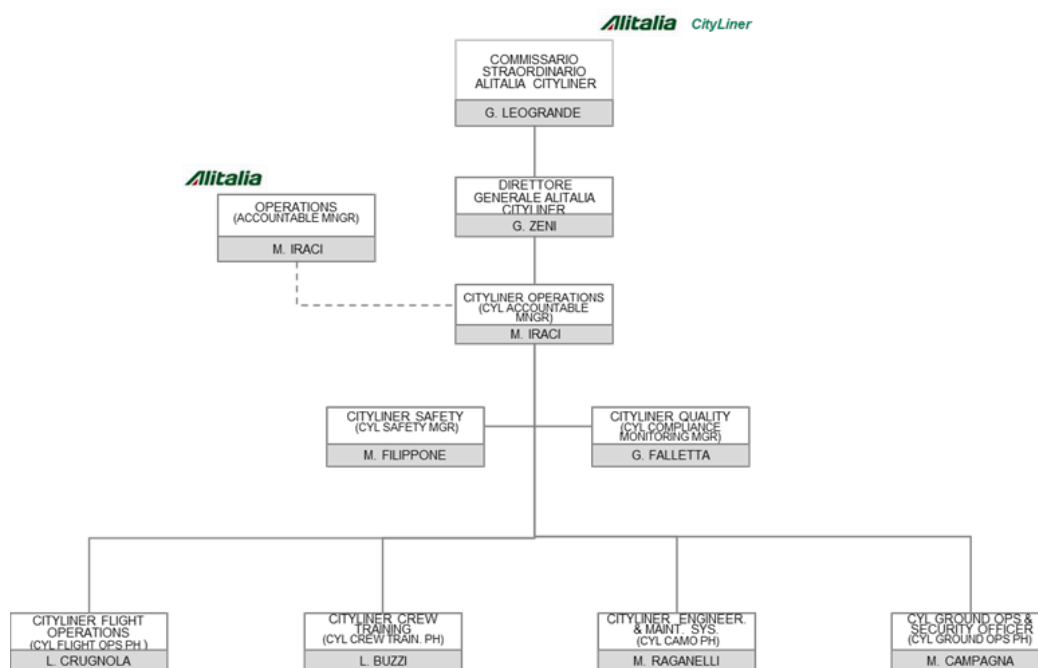 Alitalia CityLiner
COMMISSARIO
STRAORDINARIO
ALITALIA CITYLINER
G. LEOGRANDE
Alitalia
OPERATIONS
(ACCOUNTABLE MNGR)
M. IRACI
DIRETTORE
GENERALE ALITALIA
CITYLINER
G. ZENI
CITYLINER OPERATIONS
(CYL ACCOUNTABLE
MNGR)
M. IRACI
CITYLINER SAFETY
(CYL SAFETY MGR)
M. FILIPPONE
CITYLINER QUALITY
(CYL COMPLIANCE
MONITORING MGR)
G. FALLETTA
CITYLINER FLIGHT
OPERATIONS
(CYL FLIGHT OPS PH )
L. CRUGNOLA
CITYLINER CREW
TRAINING
(CYL CREW TRAIN. PH)
L. BUZZI
CITYLINER ENGINEER.
& MAINT. SYS.
(CYL CAMO PH)
M. RAGANELLI
CYL GROUND OPS &
SECURITY OFFICER
(CYL GROUND OPS PH)
M. CAMPAGNA